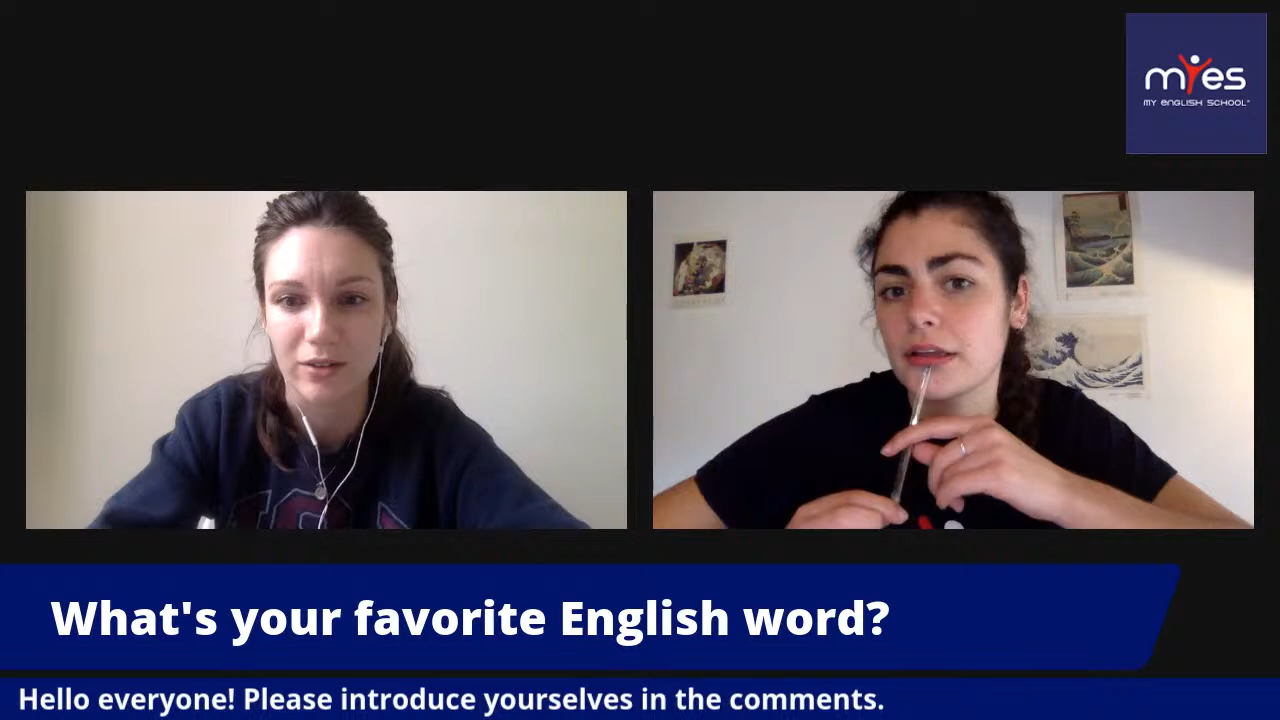 mYes
MY ENGLISH SCHOOL
What's your favorite English word?
Hello everyone! Please introduce yourselves in the comments.